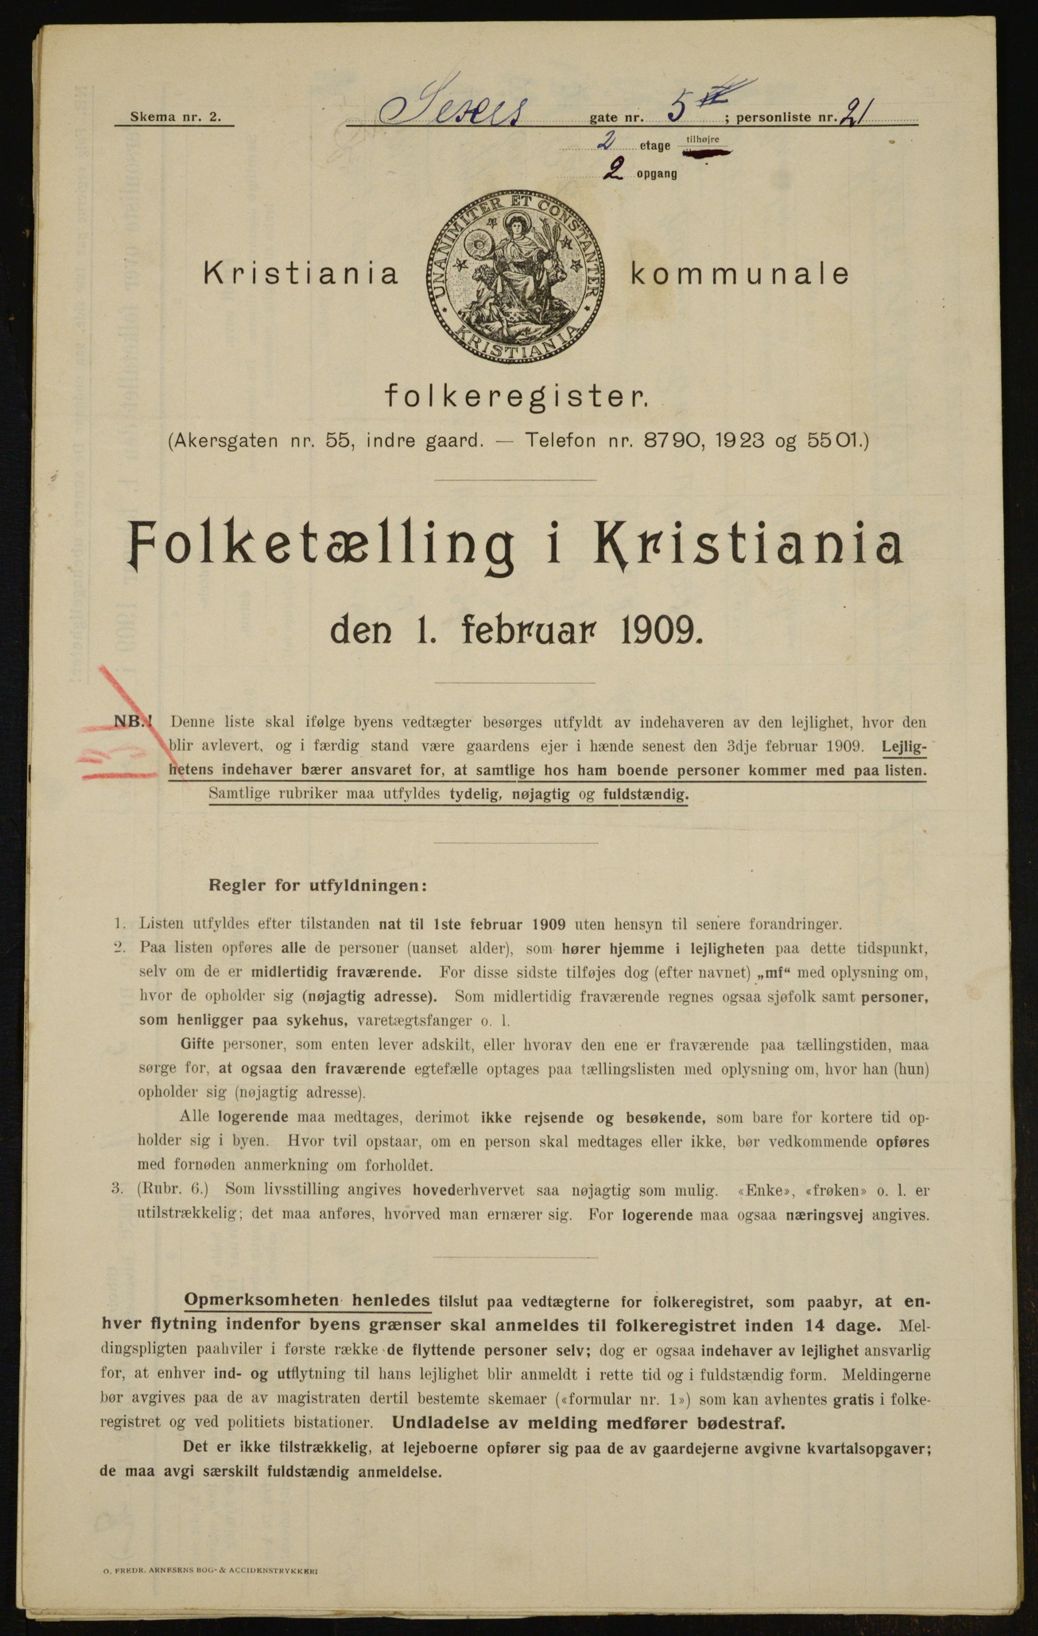 Skema nr. 2.
Sexes gate nr. 5 ; personliste nr. 21
2 etage tilhøjre
2 opgang
UNANIMITER ET CONSTANTER
KRISTIANIA
Kristiania kommunale
folkeregister.
(Akersgaten nr. 55, indre gaard. — Telefon nr. 8790, 1923 og 5501.)
Folketælling i Kristiania
den 1. februar 1909.
NB.! Denne liste skal ifølge byens vedtægter besørges utfyldt av indehaveren av den lejlighet, hvor den
blir avlevert, og i færdig stand være gaardens ejer i hænde senest den 3dje februar 1909. Lejlig-
hetens indehaver bærer ansvaret for, at samtlige hos ham boende personer kommer med paa listen.
Samtlige rubriker maa utfyldes tydelig, nøjagtig og fuldstændig.
Regler for utfyldningen:
1. Listen utfyldes efter tilstanden nat til 1ste februar 1909 uten hensyn til senere forandringer.
2. Paa listen opføres alle de personer (uanset alder), som hører hjemme i lejligheten paa dette tidspunkt,
selv om de er midlertidig fraværende. For disse sidste tilføjes dog (efter navnet) „mf“ med oplysning om,
hvor de opholder sig (nøjagtig adresse). Som midlertidig fraværende regnes ogsaa sjøfolk samt personer,
som henligger paa sykehus, varetægtsfanger o. l.
Gifte personer, som enten lever adskilt, eller hvorav den ene er fraværende paa tællingstiden, maa
sørge for, at ogsaa den fraværende egtefælle optages paa tællingslisten med oplysning om, hvor han (hun)
opholder sig (nøjagtig adresse).
Alle logerende maa medtages, derimot ikke rejsende og besøkende, som bare for kortere tid op-
holder sig i byen. Hvor tvil opstaar, om en person skal medtages eller ikke, bør vedkommende opføres
med fornøden anmerkning om forholdet.
3. (Rubr. 6.) Som livsstilling angives hovederhvervet saa nøjagtig som mulig. «Enke», «frøken» o. l. er
utilstrækkelig; det maa anføres, hvorved man ernærer sig. For logerende maa ogsaa næringsvej angives.
Opmerksomheten henledes tilslut paa vedtægterne for folkeregistret, som paabyr, at en-
hver flytning indenfor byens grænser skal anmeldes til folkeregistret inden 14 dage. Mel-
dingspligten paahviler i første række de flyttende personer selv; dog er ogsaa indehaver av lejlighet ansvarlig
for, at enhver ind- og utflytning til hans lejlighet blir anmeldt i rette tid og i fuldstændig form. Meldingerne
bør avgives paa de av magistraten dertil bestemte skemaer («formular nr. 1») som kan avhentes gratis i folke-
registret og ved politiets bistationer. Undladelse av melding medfører bødestraf.
Det er ikke tilstrækkelig, at lejeboerne opfører sig paa de av gaardejerne avgivne kvartalsopgaver;
de maa avgi særskilt fuldstændig anmeldelse.
O. FREDR. ARNESENS BOG- & ACCIDENSTRYKKERI